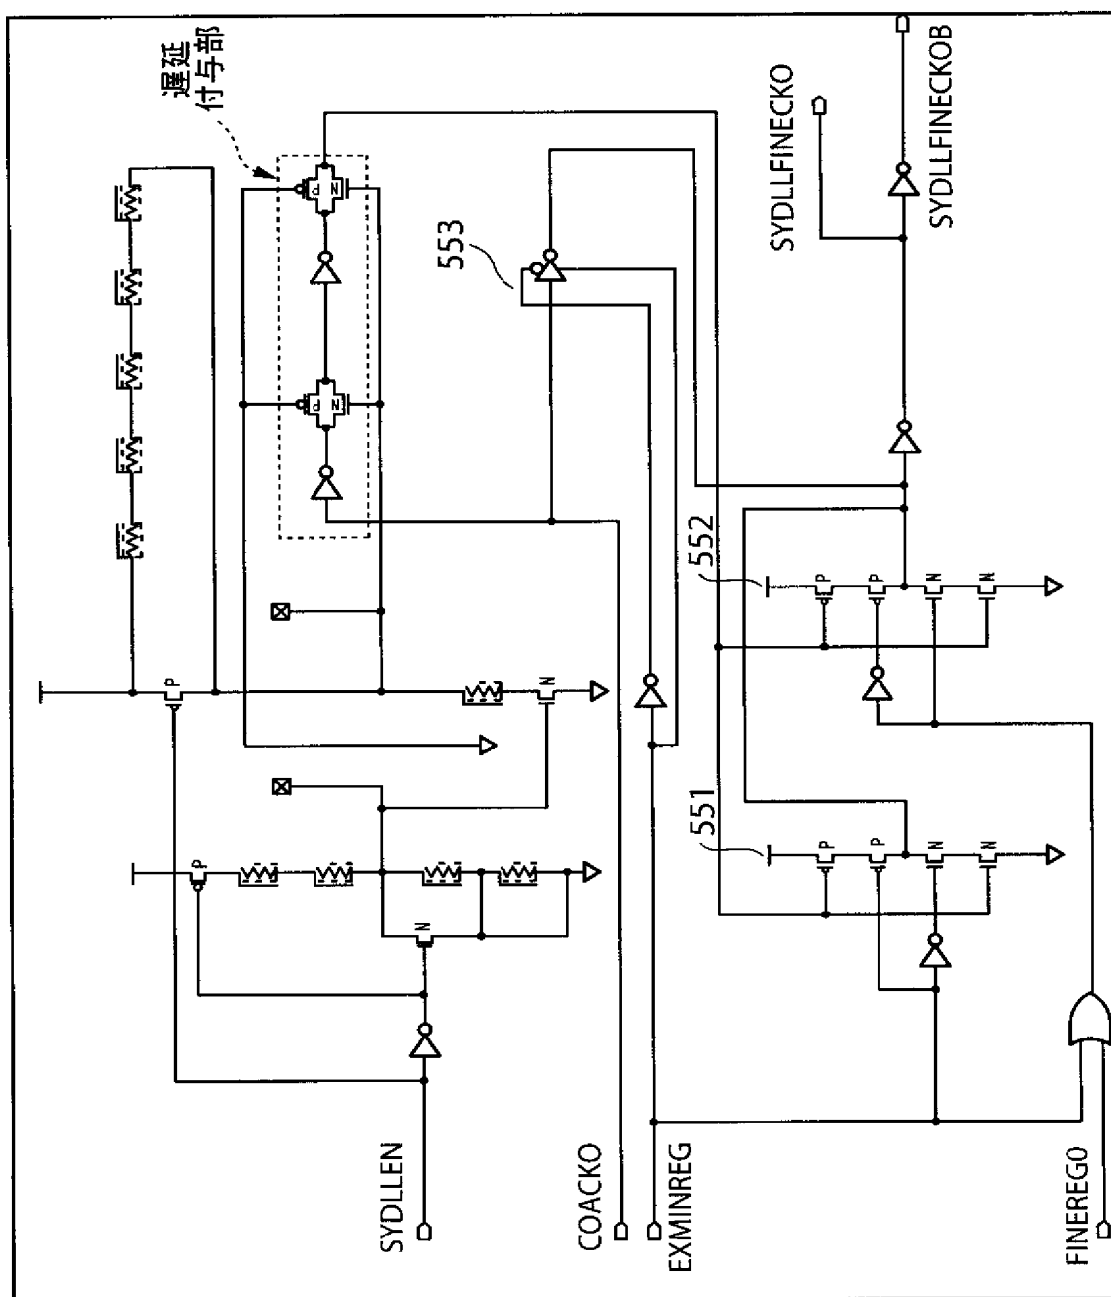 遅延
付与部
P
N
P
N
P
P
N
N
553
551
P
P
N
N
552
P
P
N
N
SYDLLEN
COACKO
EXMINREG
FINEREG0
SYDLLFINECKO
SYDLLFINECKOB